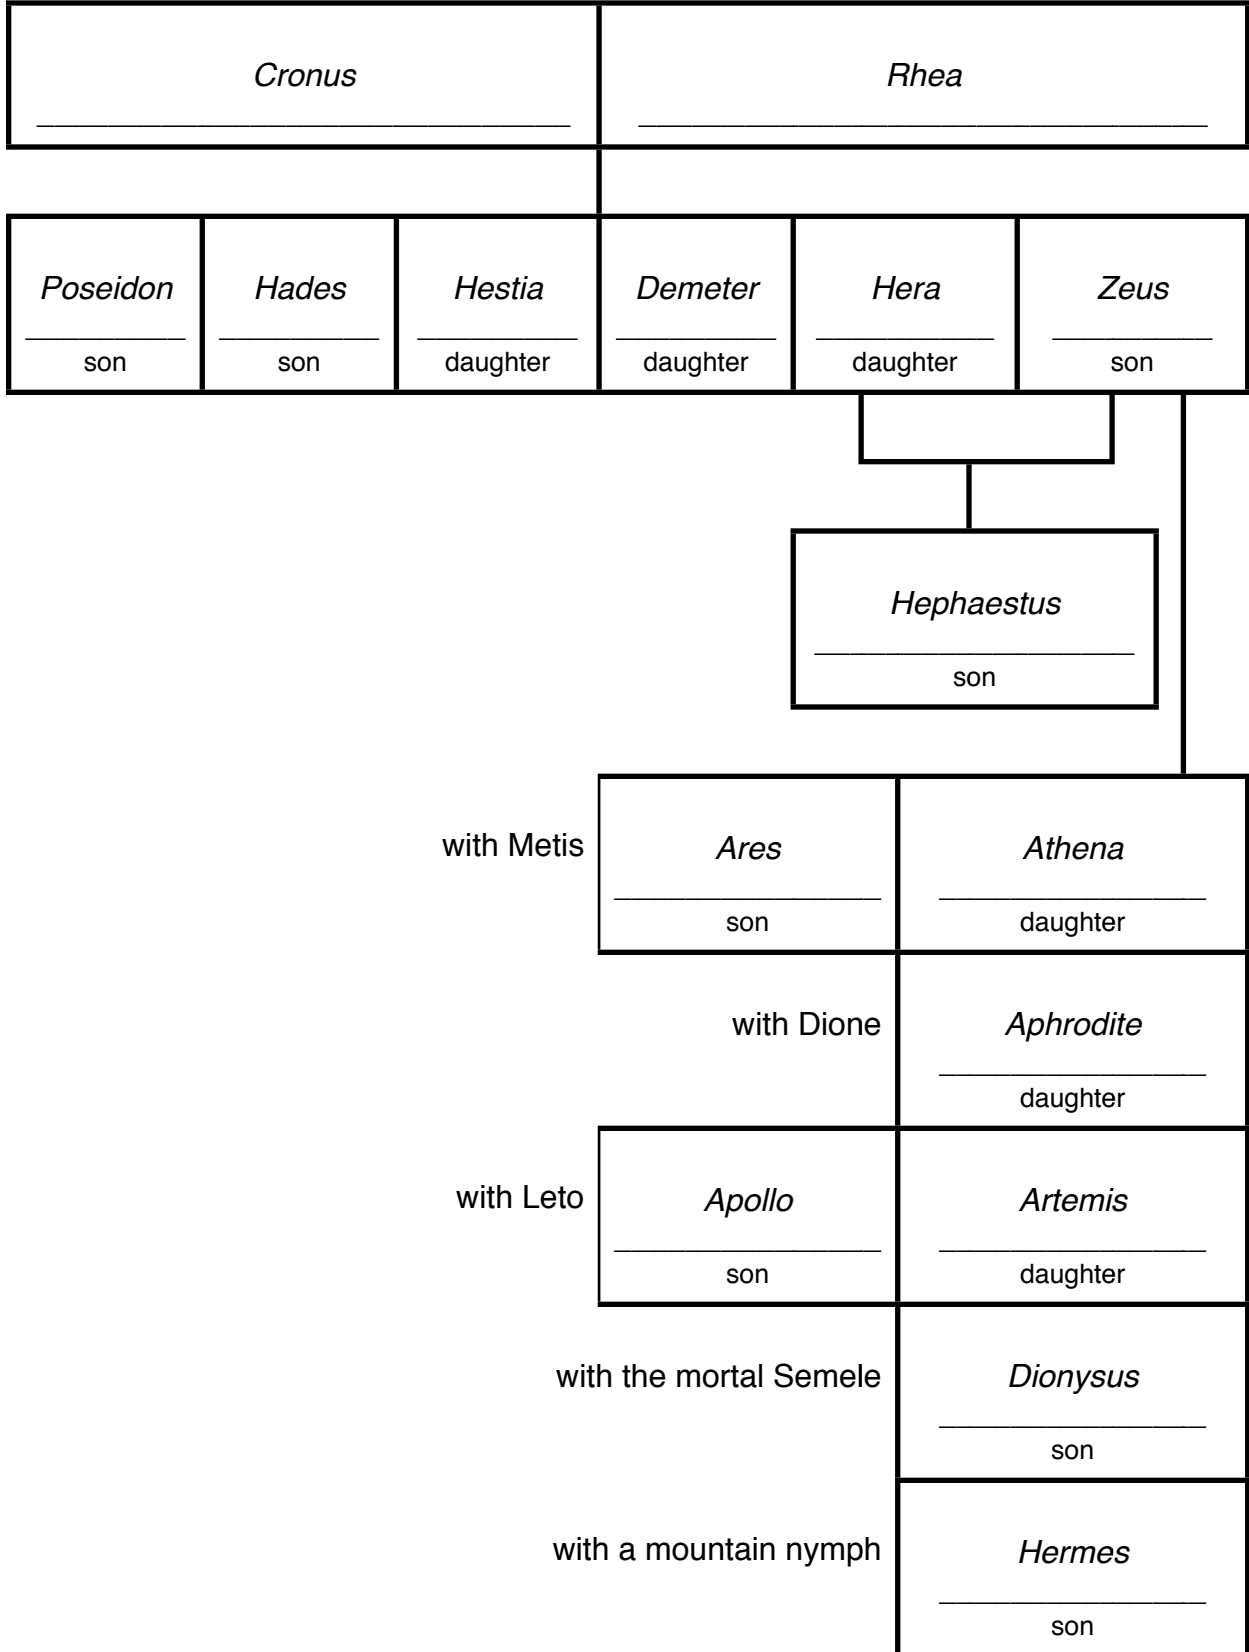 Cronus Rhea
Poseidon Hades Hestia Demeter Hera Zeus
son son daughter daughter daughter son
Hephaestus
son
with Metis Ares Athena
son daughter
with Dione Aphrodite
daughter
with Leto Apollo Artemis
son daughter
with the mortal Semele Dionysus
son
with a mountain nymph Hermes
son